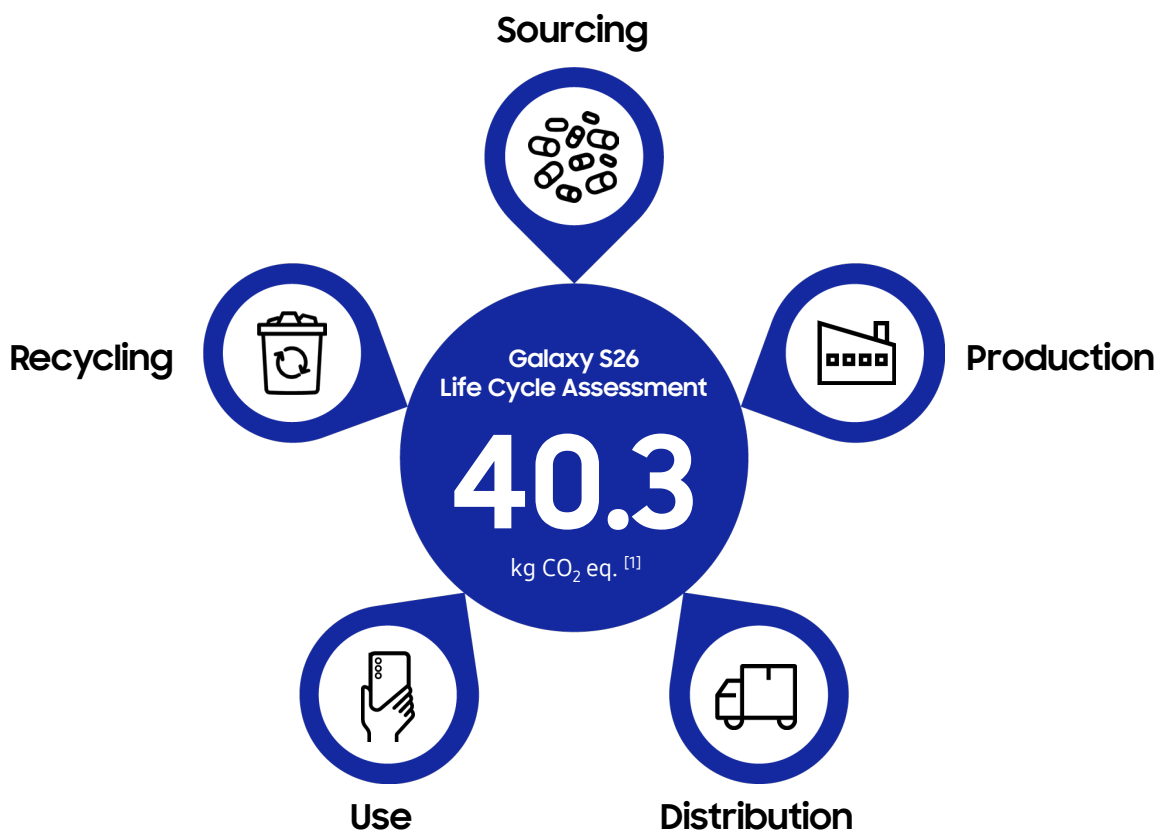 Sourcing
Recycling
Production
Galaxy S26
Life Cycle Assessment
40.3
kg CO₂ eq. [1]
Use
Distribution